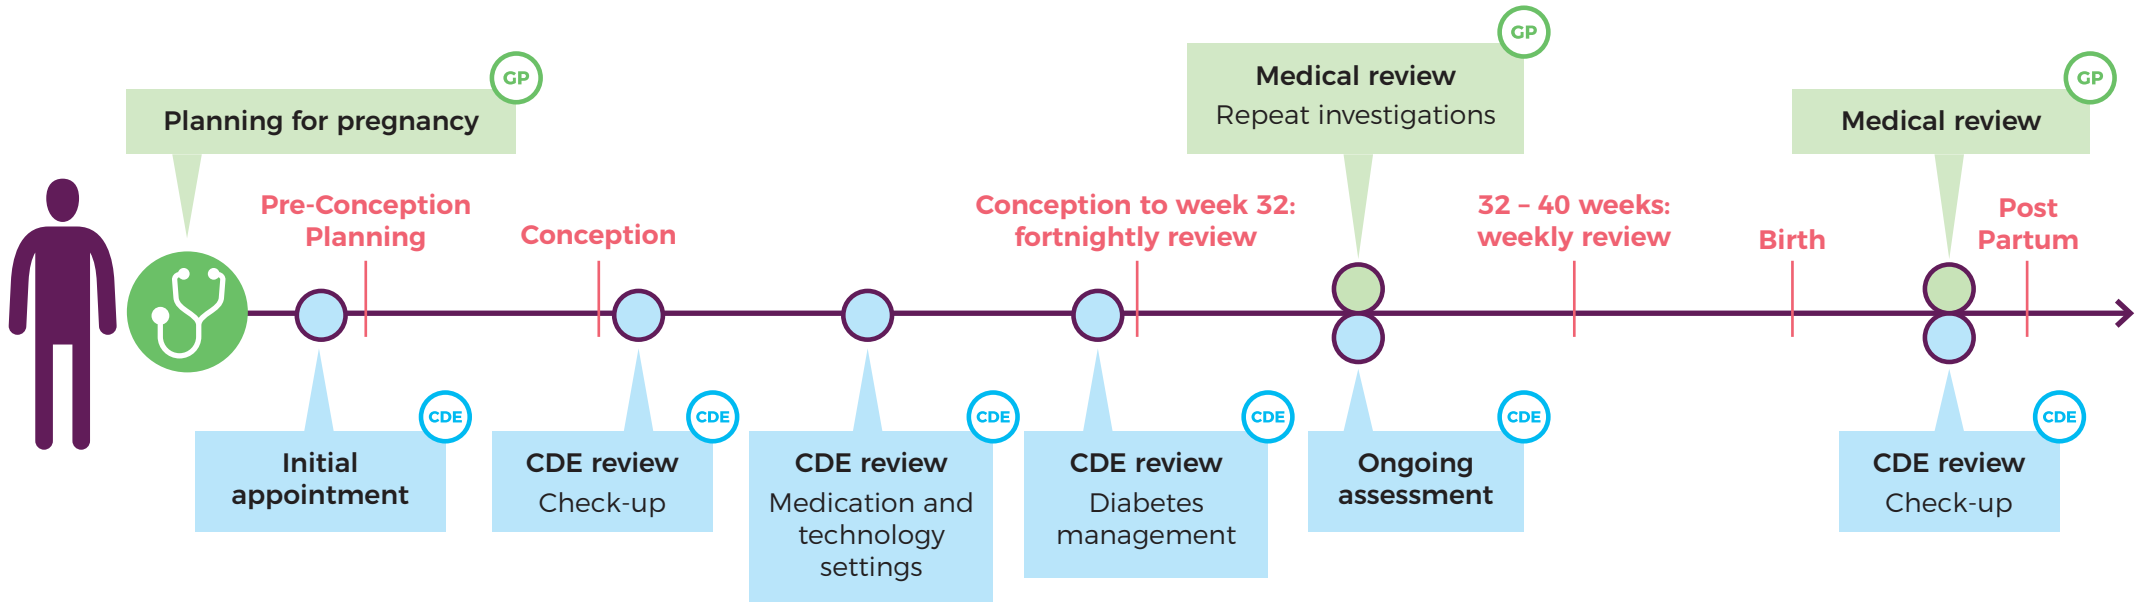 GP
Planning for pregnancy
GP
Medical review
Repeat investigations
GP
Medical review
Pre-Conception
Planning
Conception
Conception to week 32:
fortnightly review
32 – 40 weeks:
weekly review
Birth
Post
Partum
CDE
Initial
appointment
CDE
CDE review
Check-up
CDE
CDE review
Medication and
technology
settings
CDE
CDE review
Diabetes
management
CDE
Ongoing
assessment
CDE
CDE review
Check-up